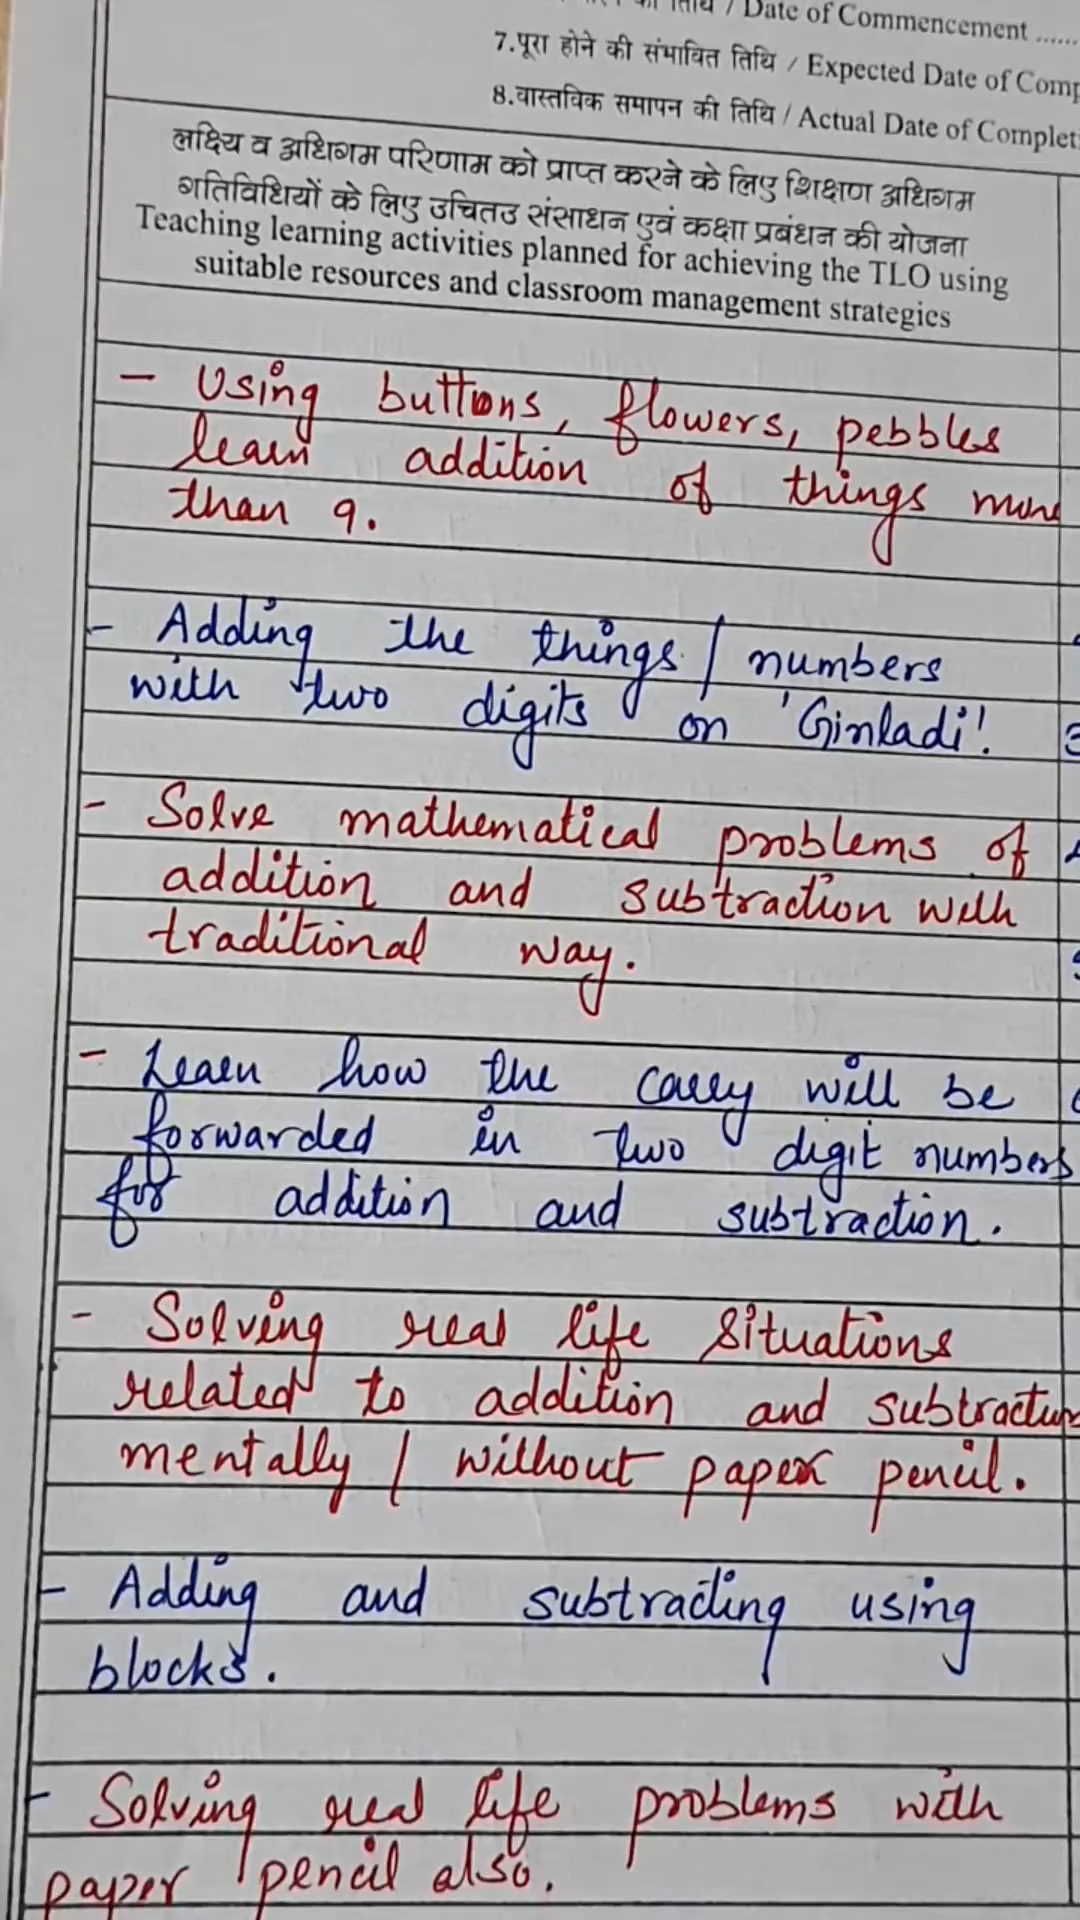 / Date of Commencement ......
7.पूरा होने की संभावित तिथि / Expected Date of Comp
8.वास्तविक समापन की तिथि / Actual Date of Complet
लक्ष्यि व अधिगम परिणाम को प्राप्त करने के लिए शिक्षण अधिगम
गतिविधियों के लिए उचितउ संसाधन एवं कक्षा प्रबंधन की योजना
Teaching learning activities planned for achieving the TLO using
suitable resources and classroom management strategies
- Using buttons, flowers, pebbles
learn addition of things more
than 9.
- Adding the things / numbers
with two digits on 'Ginladi'.
- Solve mathematical problems of
addition and subtraction with
traditional way.
- Learn how the carry will be
forwarded in two digit numbers
for addition and subtraction.
- Solving real life situations
related to addition and subtraction
mentally / without paper pencil.
- Adding and subtracting using
blocks.
- Solving real life problems with
paper pencil also.